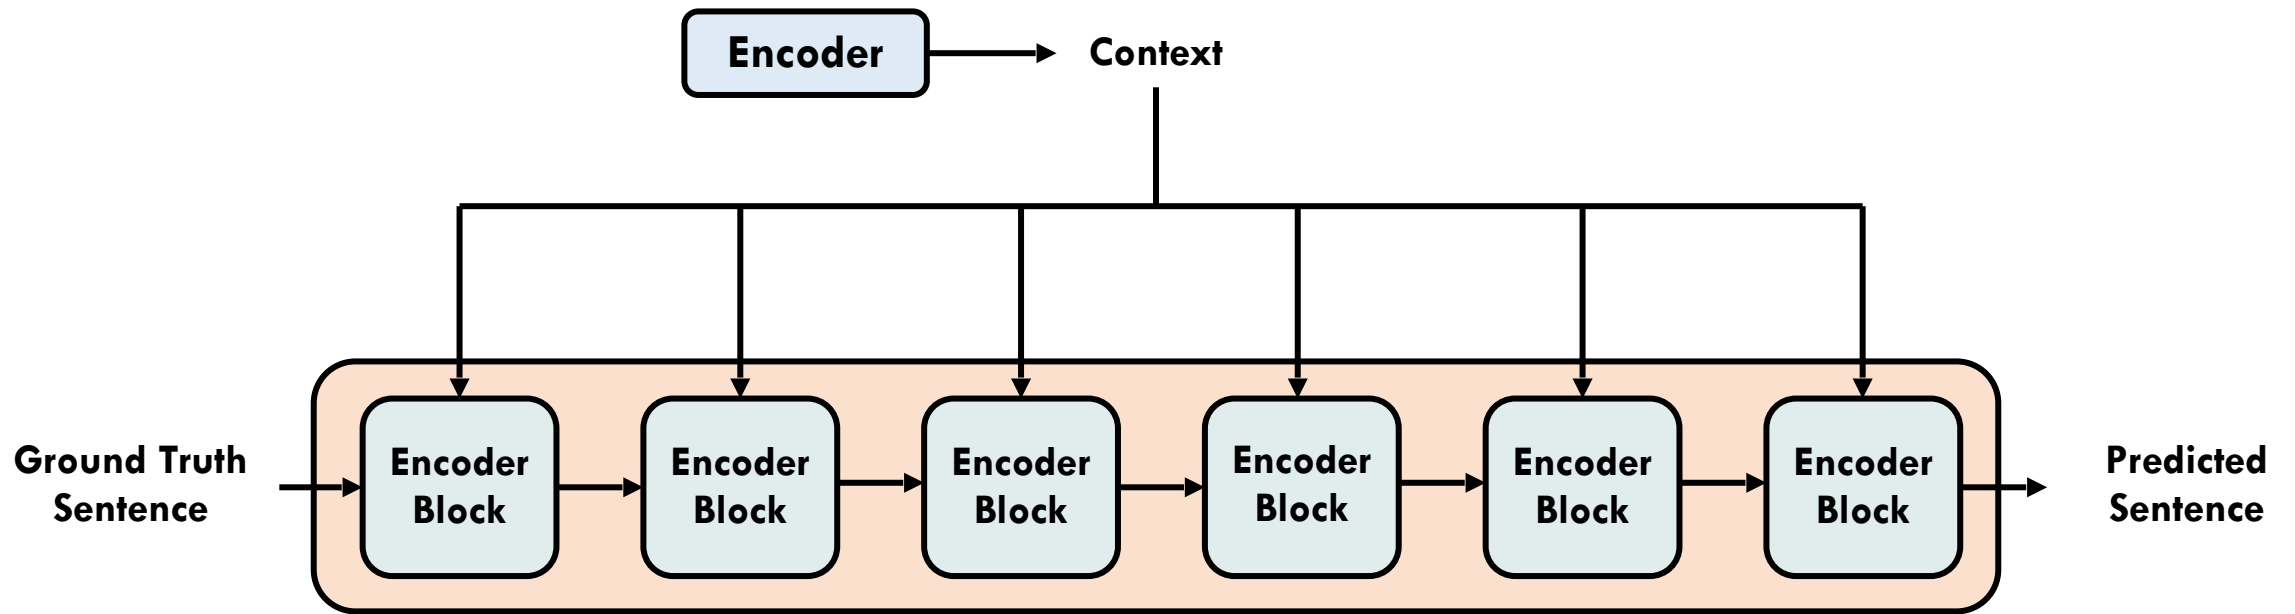 Encoder
Context
Ground Truth
Sentence
Encoder
Block
Encoder
Block
Encoder
Block
Encoder
Block
Encoder
Block
Encoder
Block
Predicted
Sentence